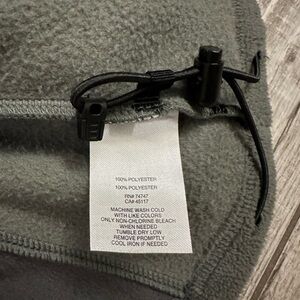 100% POLYESTER
100% POLYESTER
RN# 74747
CA# 45117
MACHINE WASH COLD
WITH LIKE COLORS
ONLY NON-CHLORINE BLEACH
WHEN NEEDED
TUMBLE DRY LOW
REMOVE PROMPTLY
COOL IRON IF NEEDED